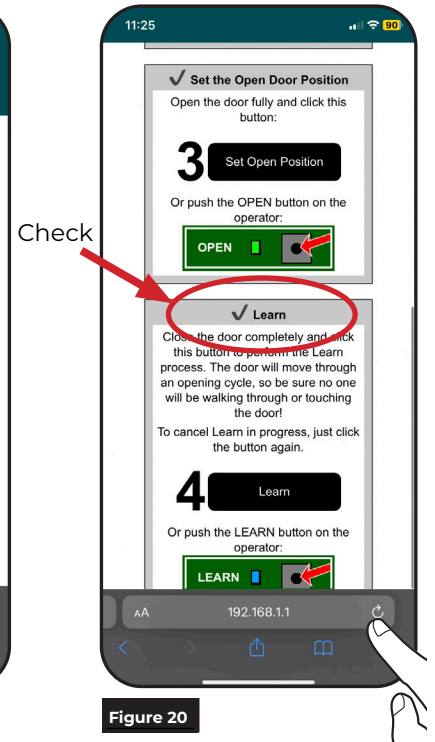 11:25
90
✓ Set the Open Door Position
Open the door fully and click this
button:
3
Set Open Position
Or push the OPEN button on the
operator:
OPEN
Check
✓ Learn
Close the door completely and click
this button to perform the Learn
process. The door will move through
an opening cycle, so be sure no one
will be walking through or touching
the door!
To cancel Learn in progress, just click
the button again.
4
Learn
Or push the LEARN button on the
operator:
LEARN
AA
192.168.1.1
Figure 20